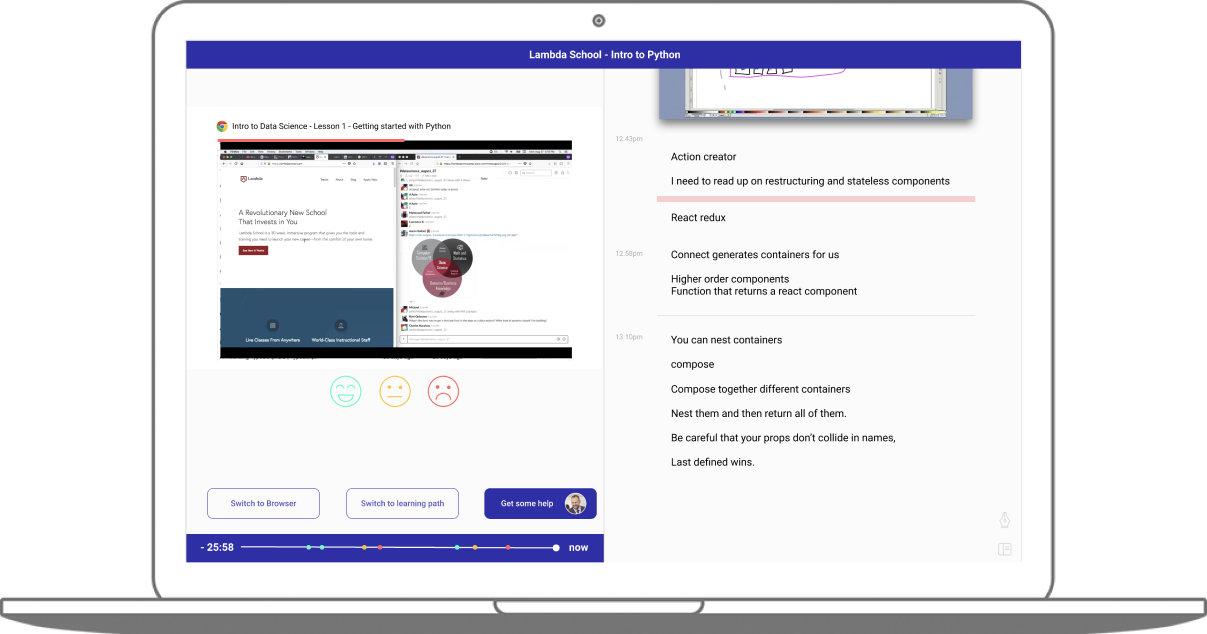 Lambda School - Intro to Python
Intro to Data Science - Lesson 1 - Getting started with Python
Lambda
A Revolutionary New School
That Invests in You
Lambda School is a 30 week, immersive program that gives you the tools and
training you need to launch your new career—from the comfort of your own home.
Live Classes From Anywhere
World-Class Instructional Staff
Data
Science
Switch to Browser
Switch to learning path
Get some help
- 25:58
now
12.43pm
Action creator
I need to read up on restructuring and stateless components
React redux
12.58pm
Connect generates containers for us
Higher order components
Function that returns a react component
13.10pm
You can nest containers
compose
Compose together different containers
Nest them and then return all of them.
Be careful that your props don’t collide in names,
Last defined wins.